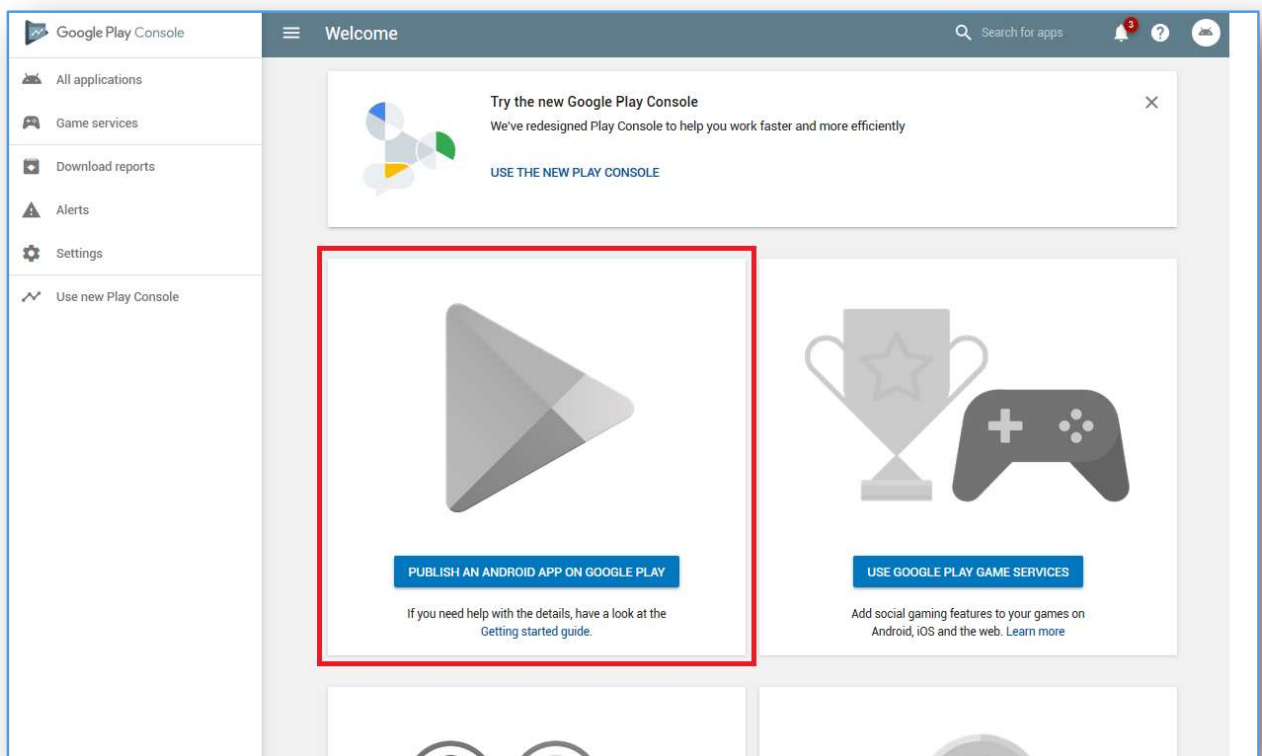 Google Play Console
Welcome
Search for apps
3
?
All applications
Game services
Download reports
Alerts
Settings
Use new Play Console
Try the new Google Play Console
We've redesigned Play Console to help you work faster and more efficiently
USE THE NEW PLAY CONSOLE
PUBLISH AN ANDROID APP ON GOOGLE PLAY
If you need help with the details, have a look at the
Getting started guide.
USE GOOGLE PLAY GAME SERVICES
Add social gaming features to your games on
Android, iOS and the web. Learn more